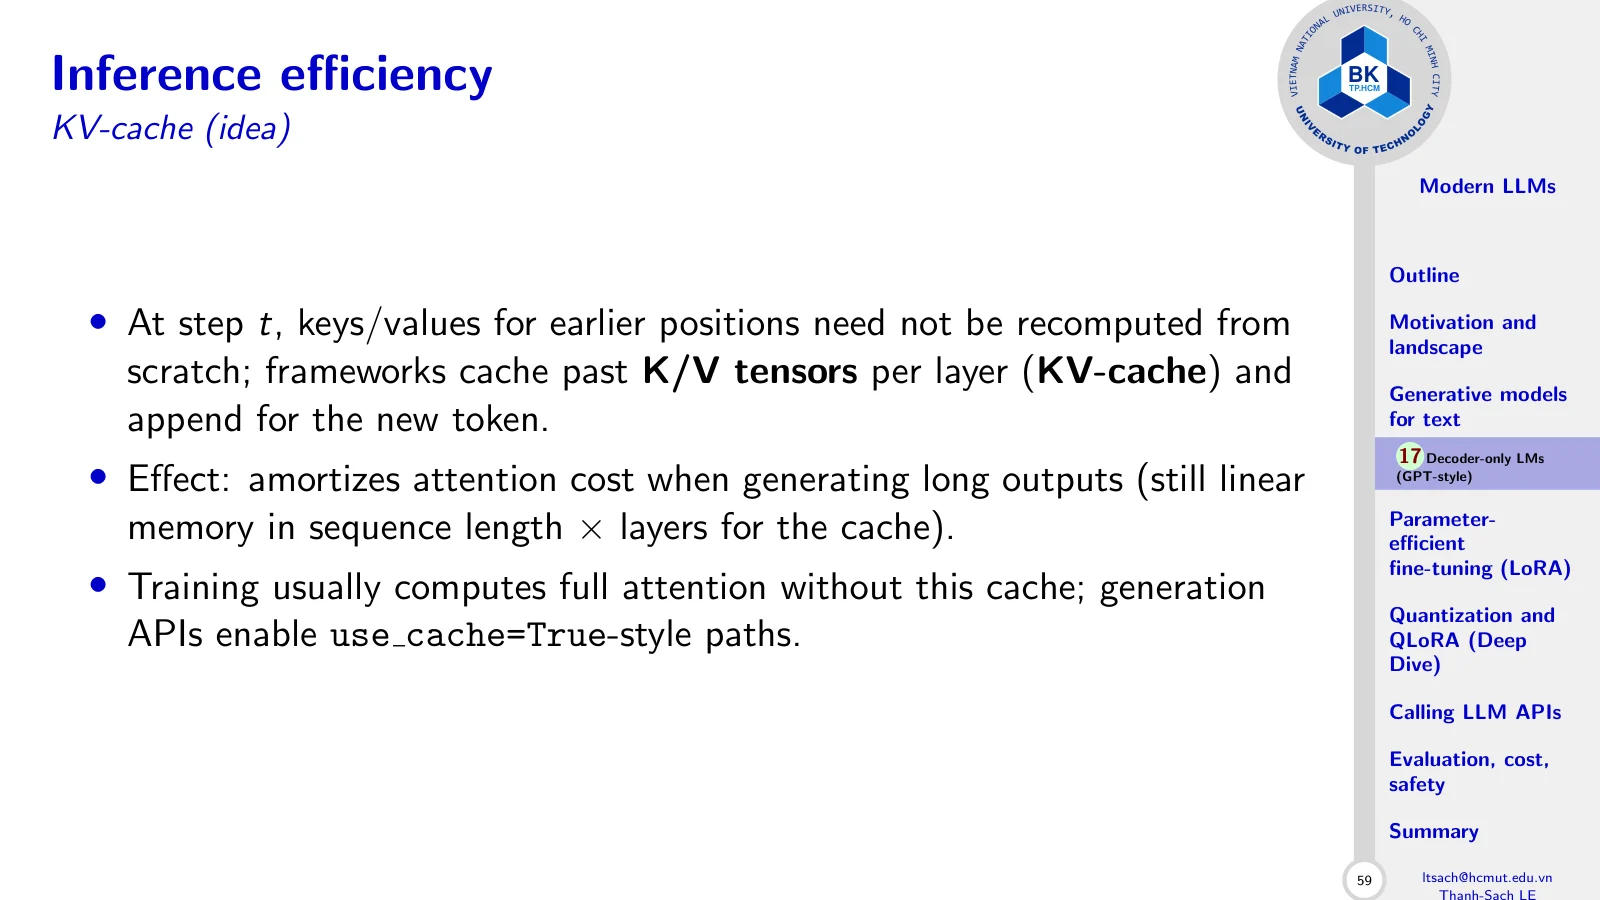 Inference efficiency
KV-cache (idea)
• At step t, keys/values for earlier positions need not be recomputed from
scratch; frameworks cache past K/V tensors per layer (KV-cache) and
append for the new token.
• Effect: amortizes attention cost when generating long outputs (still linear
memory in sequence length × layers for the cache).
• Training usually computes full attention without this cache; generation
APIs enable use_cache=True-style paths.
VIETNAM NATIONAL UNIVERSITY, HO CHI MINH CITY
BK
TP.HCM
UNIVERSITY OF TECHNOLOGY
Modern LLMs
Outline
Motivation and
landscape
Generative models
for text
17 Decoder-only LMs
(GPT-style)
Parameter-
efficient
fine-tuning (LoRA)
Quantization and
QLoRA (Deep
Dive)
Calling LLM APIs
Evaluation, cost,
safety
Summary
59
ltsach@hcmut.edu.vn
Thanh-Sach LE